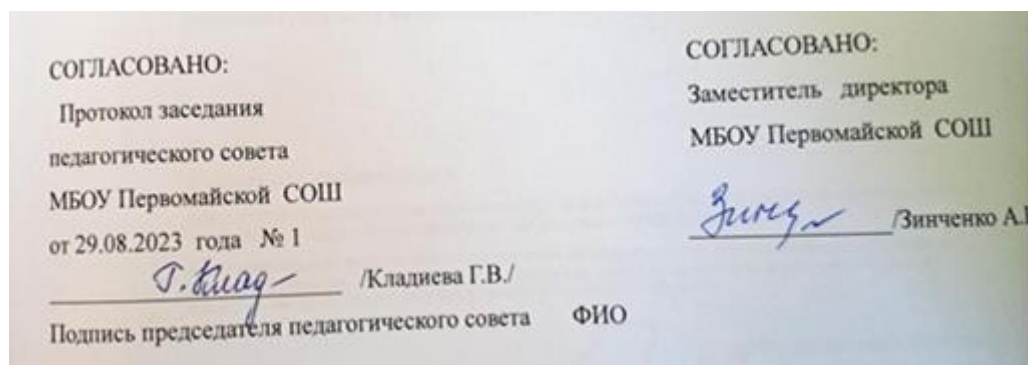 СОГЛАСОВАНО:
Протокол заседания
педагогического совета
МБОУ Первомайской СОШ
от 29.08.2023 года № 1
Г.Клад /Кладиева Г.В./
Подпись председателя педагогического совета ФИО
СОГЛАСОВАНО:
Заместитель директора
МБОУ Первомайской СОШ
/Зинченко А.